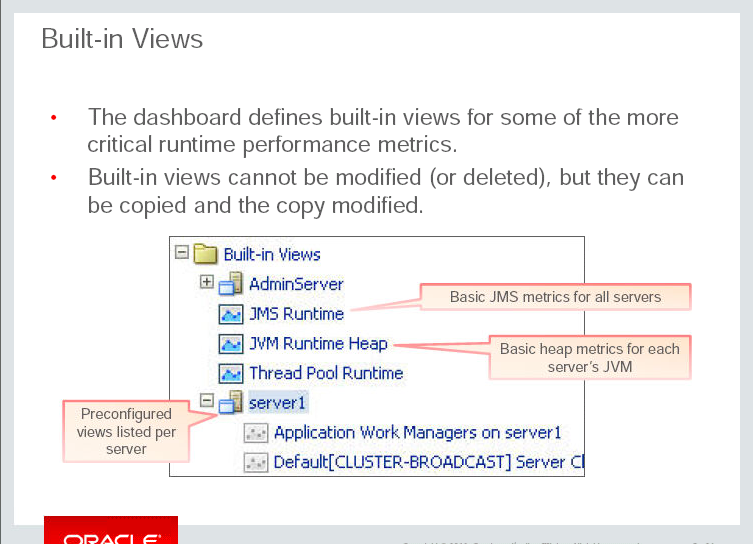 Built-in Views
• The dashboard defines built-in views for some of the more
critical runtime performance metrics.
• Built-in views cannot be modified (or deleted), but they can
be copied and the copy modified.
Built-in Views
AdminServer
Basic JMS metrics for all servers
JMS Runtime
JVM Runtime Heap
Basic heap metrics for each
server's JVM
Thread Pool Runtime
server1
Preconfigured
views listed per
server
Application Work Managers on server1
Default[CLUSTER-BROADCAST] Server Cl
ORACLE